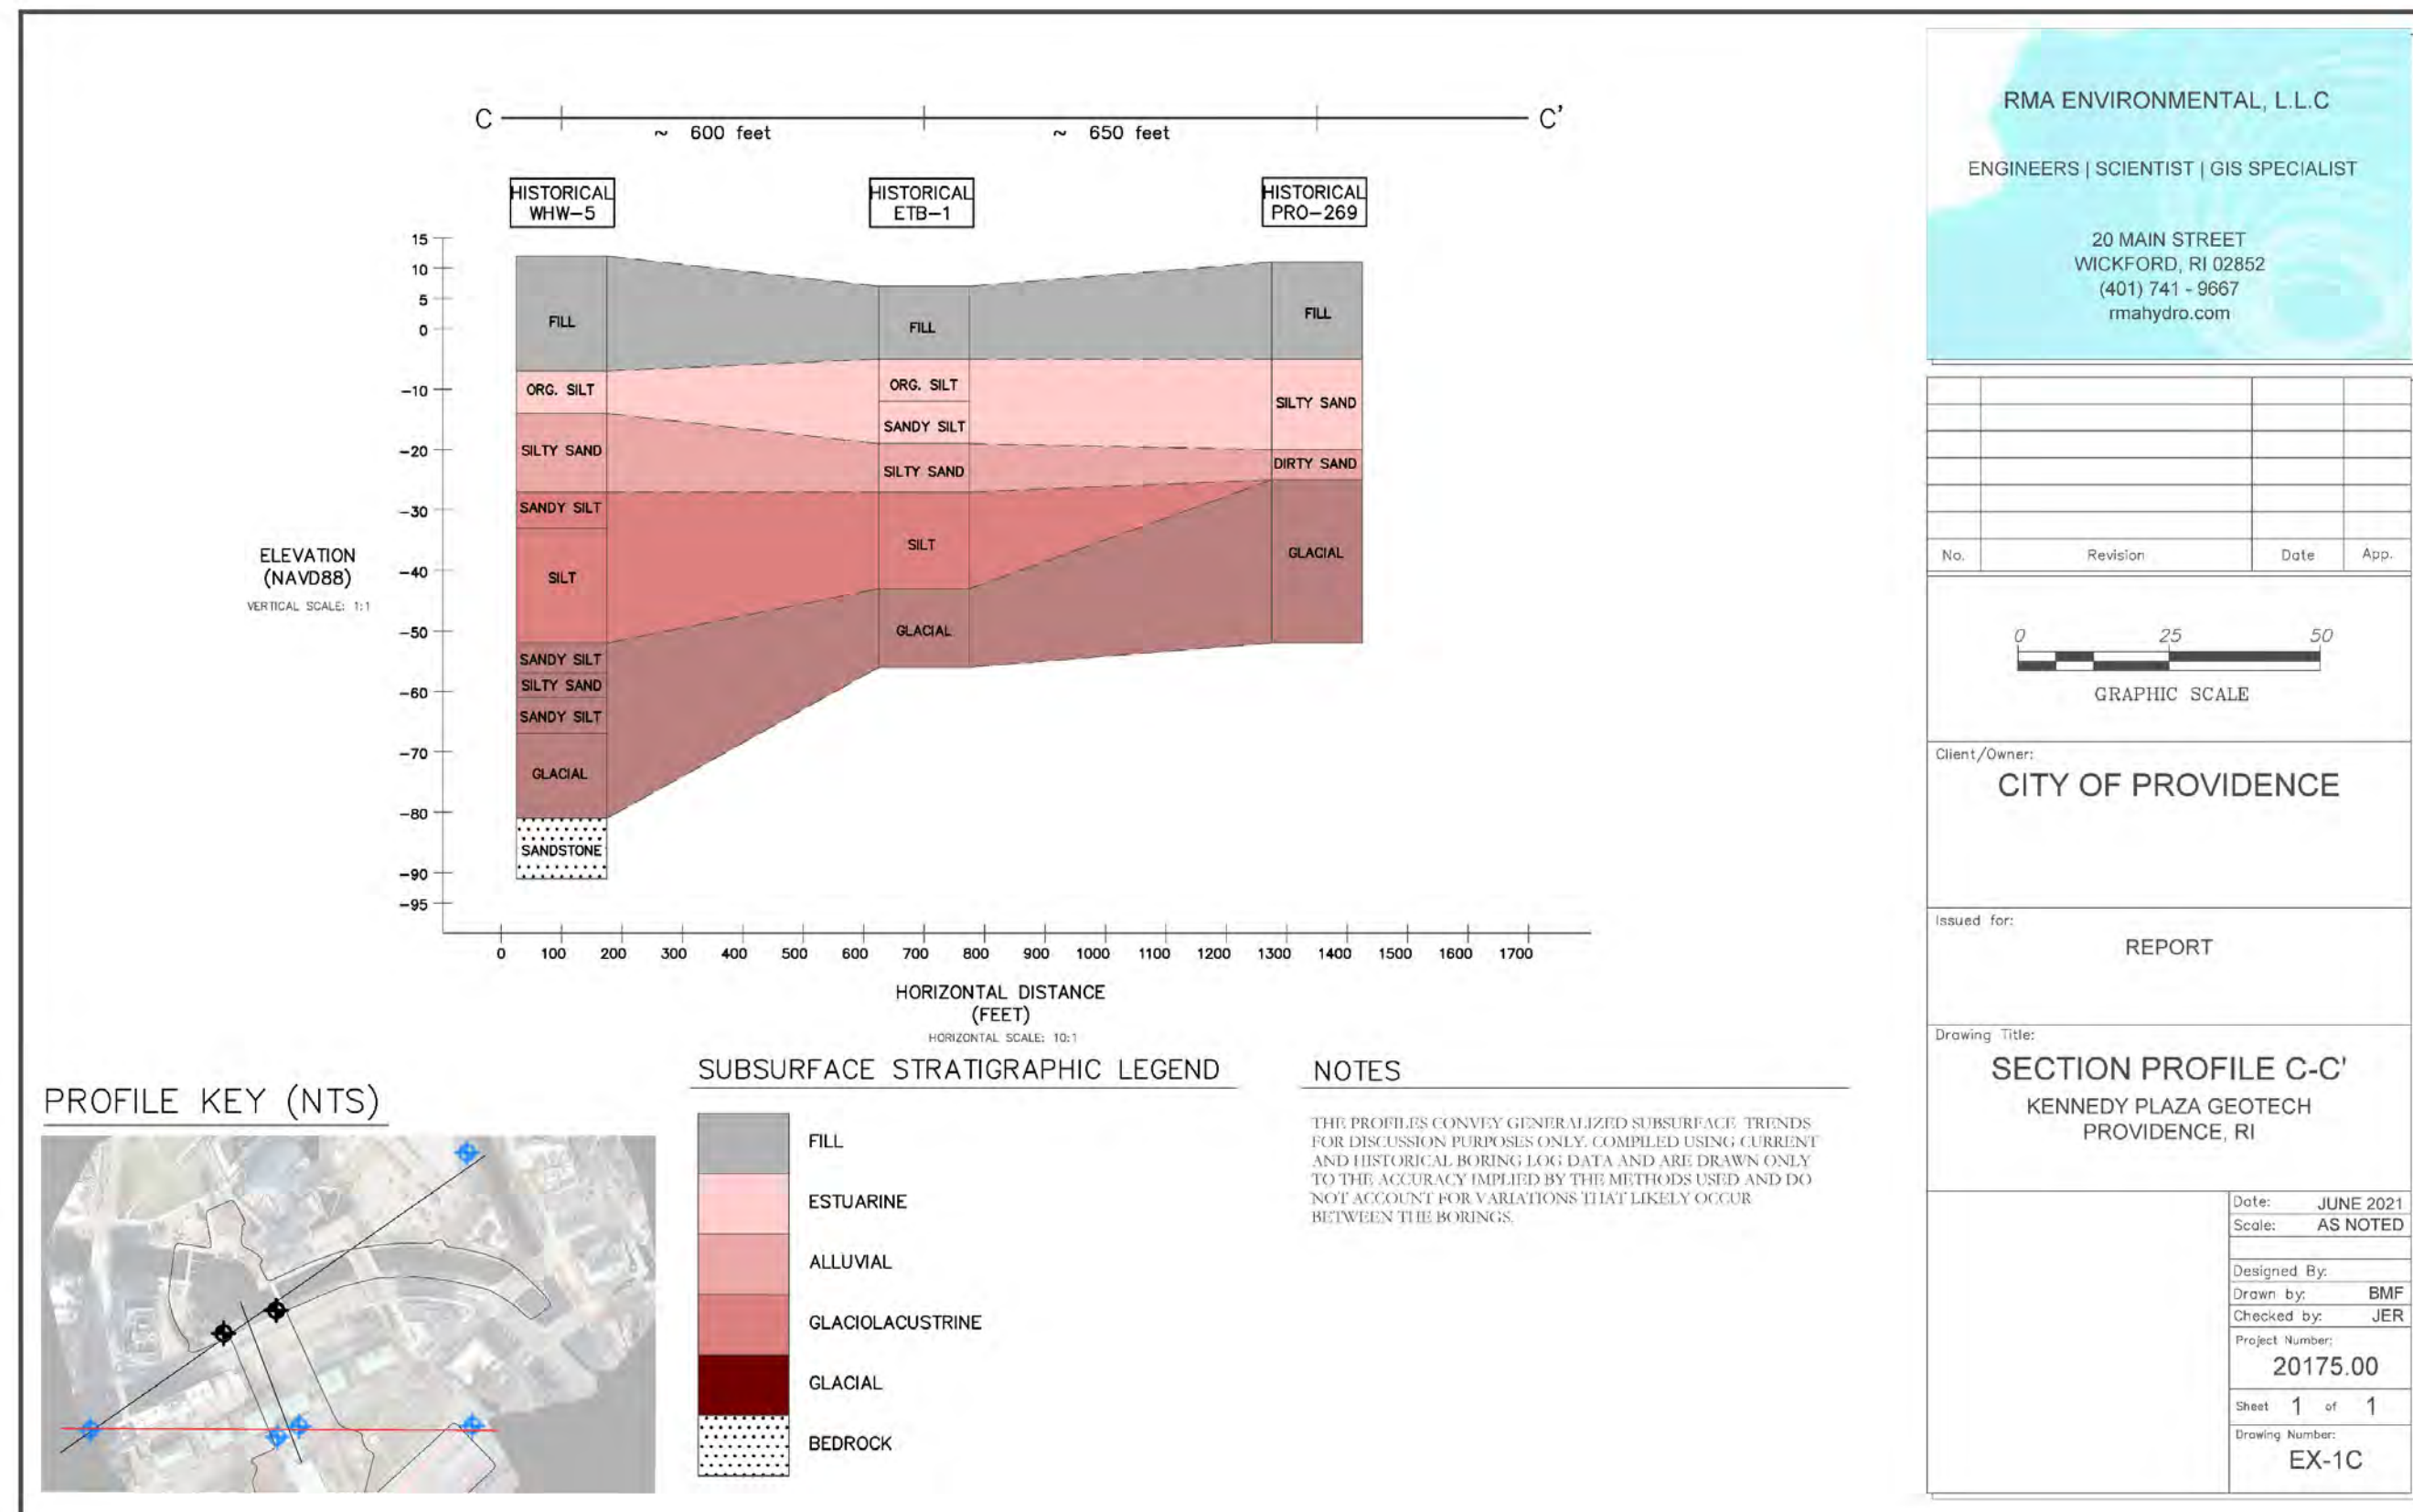 C
~ 600 feet
~ 650 feet
C'
HISTORICAL
WHW-5
HISTORICAL
ETB-1
HISTORICAL
PRO-269
15
10
5
0
-10
-20
-30
-40
-50
-60
-70
-80
-90
-95
ELEVATION
(NAVD88)
VERTICAL SCALE: 1:1
FILL
ORG. SILT
SILTY SAND
SANDY SILT
SILT
SANDY SILT
SILTY SAND
SANDY SILT
GLACIAL
SANDSTONE
FILL
ORG. SILT
SANDY SILT
SILTY SAND
SILT
GLACIAL
FILL
SILTY SAND
DIRTY SAND
GLACIAL
0 100 200 300 400 500 600 700 800 900 1000 1100 1200 1300 1400 1500 1600 1700
HORIZONTAL DISTANCE
(FEET)
HORIZONTAL SCALE: 10:1
PROFILE KEY (NTS)
SUBSURFACE STRATIGRAPHIC LEGEND
FILL
ESTUARINE
ALLUVIAL
GLACIOLACUSTRINE
GLACIAL
BEDROCK
NOTES
THE PROFILES CONVEY GENERALIZED SUBSURFACE TRENDS
FOR DISCUSSION PURPOSES ONLY. COMPILED USING CURRENT
AND HISTORICAL BORING LOG DATA AND ARE DRAWN ONLY
TO THE ACCURACY IMPLIED BY THE METHODS USED AND DO
NOT ACCOUNT FOR VARIATIONS THAT LIKELY OCCUR
BETWEEN THE BORINGS.
RMA ENVIRONMENTAL, L.L.C
ENGINEERS | SCIENTIST | GIS SPECIALIST
20 MAIN STREET
WICKFORD, RI 02852
(401) 741 - 9667
rmahydro.com
No. Revision Date App.
0 25 50
GRAPHIC SCALE
Client/Owner:
CITY OF PROVIDENCE
Issued for:
REPORT
Drawing Title:
SECTION PROFILE C-C'
KENNEDY PLAZA GEOTECH
PROVIDENCE, RI
Date: JUNE 2021
Scale: AS NOTED
Designed By:
Drawn by: BMF
Checked by: JER
Project Number:
20175.00
Sheet 1 of 1
Drawing Number:
EX-1C